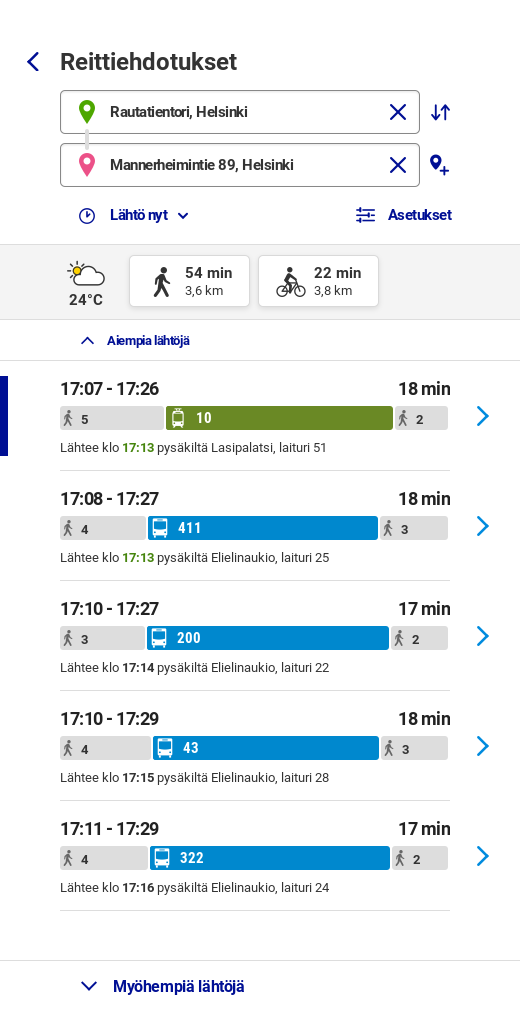 Reittiehdotukset
Rautatientori, Helsinki
Mannerheimintie 89, Helsinki
Lähtö nyt Asetukset
24°C
54 min
3,6 km
22 min
3,8 km
Aiempia lähtöjä
17:07 - 17:26 18 min
5 10 2
Lähtee klo 17:13 pysäkiltä Lasipalatsi, laituri 51
17:08 - 17:27 18 min
4 411 3
Lähtee klo 17:13 pysäkiltä Elielinaukio, laituri 25
17:10 - 17:27 17 min
3 200 2
Lähtee klo 17:14 pysäkiltä Elielinaukio, laituri 22
17:10 - 17:29 18 min
4 43 3
Lähtee klo 17:15 pysäkiltä Elielinaukio, laituri 28
17:11 - 17:29 17 min
4 322 2
Lähtee klo 17:16 pysäkiltä Elielinaukio, laituri 24
Myöhempiä lähtöjä